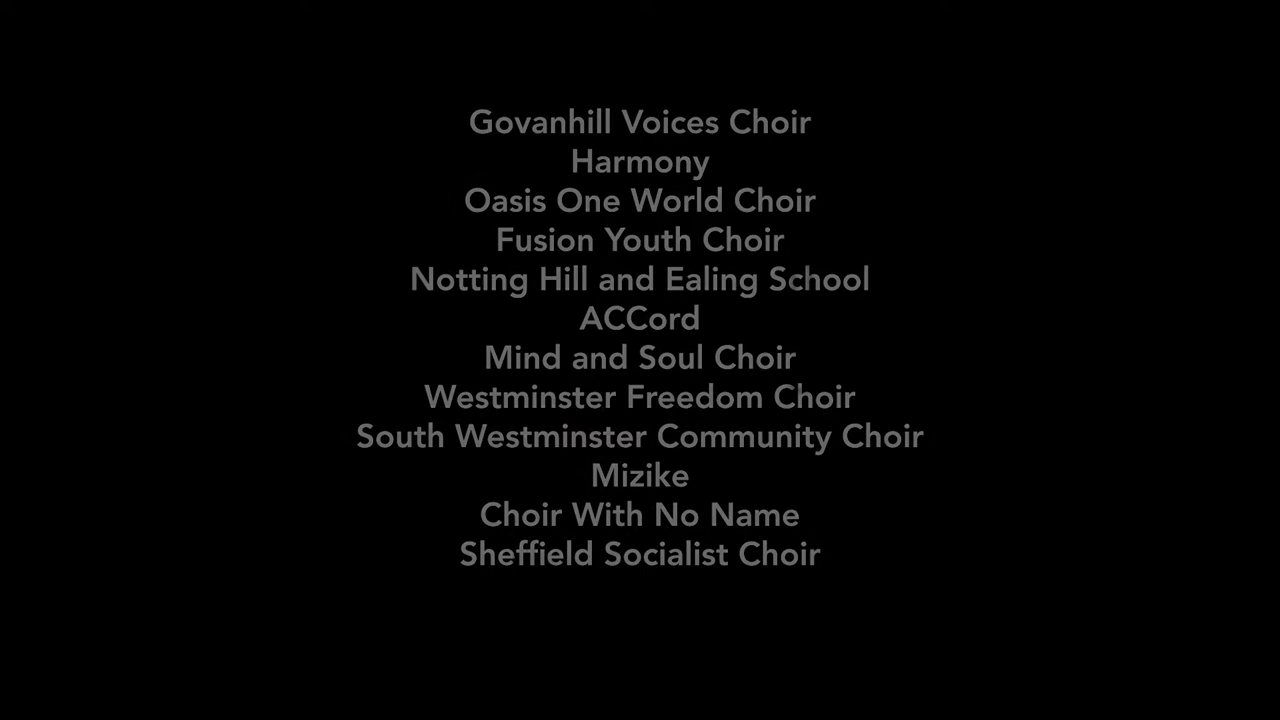 Govanhill Voices Choir
Harmony
Oasis One World Choir
Fusion Youth Choir
Notting Hill and Ealing School
ACCord
Mind and Soul Choir
Westminster Freedom Choir
South Westminster Community Choir
Mizike
Choir With No Name
Sheffield Socialist Choir